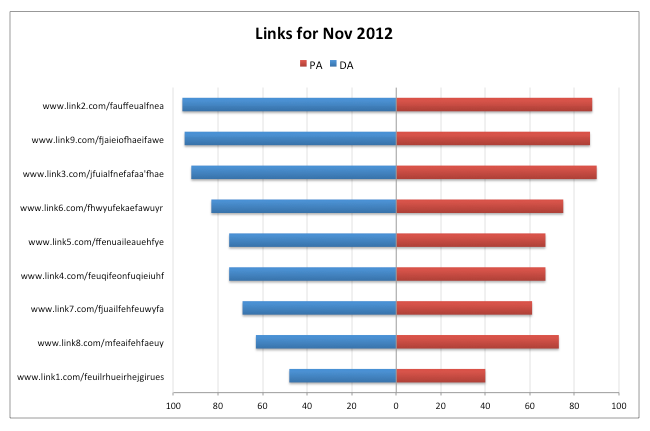 Links for Nov 2012
PA DA
www.link2.com/fauffeualfnea
www.link9.com/fjaieiofhaeifawe
www.link3.com/jfuialfnefafaa'fhae
www.link6.com/fhwyufekaefawuyr
www.link5.com/ffenuaileauehfye
www.link4.com/feuqifeonfuqieiuhf
www.link7.com/fjuailfehfeuwyfa
www.link8.com/mfeaifehfaeuy
www.link1.com/feuilrhueirhejgirues
100 80 60 40 20 0 20 40 60 80 100